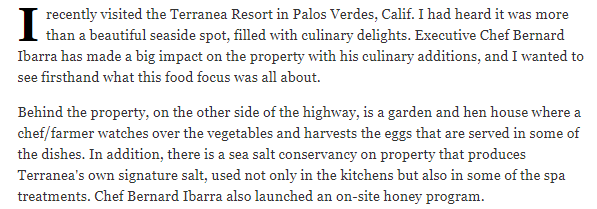 I recently visited the Terranea Resort in Palos Verdes, Calif. I had heard it was more
than a beautiful seaside spot, filled with culinary delights. Executive Chef Bernard
Ibarra has made a big impact on the property with his culinary additions, and I wanted to
see firsthand what this food focus was all about.
Behind the property, on the other side of the highway, is a garden and hen house where a
chef/farmer watches over the vegetables and harvests the eggs that are served in some of
the dishes. In addition, there is a sea salt conservancy on property that produces
Terranea's own signature salt, used not only in the kitchens but also in some of the spa
treatments. Chef Bernard Ibarra also launched an on-site honey program.